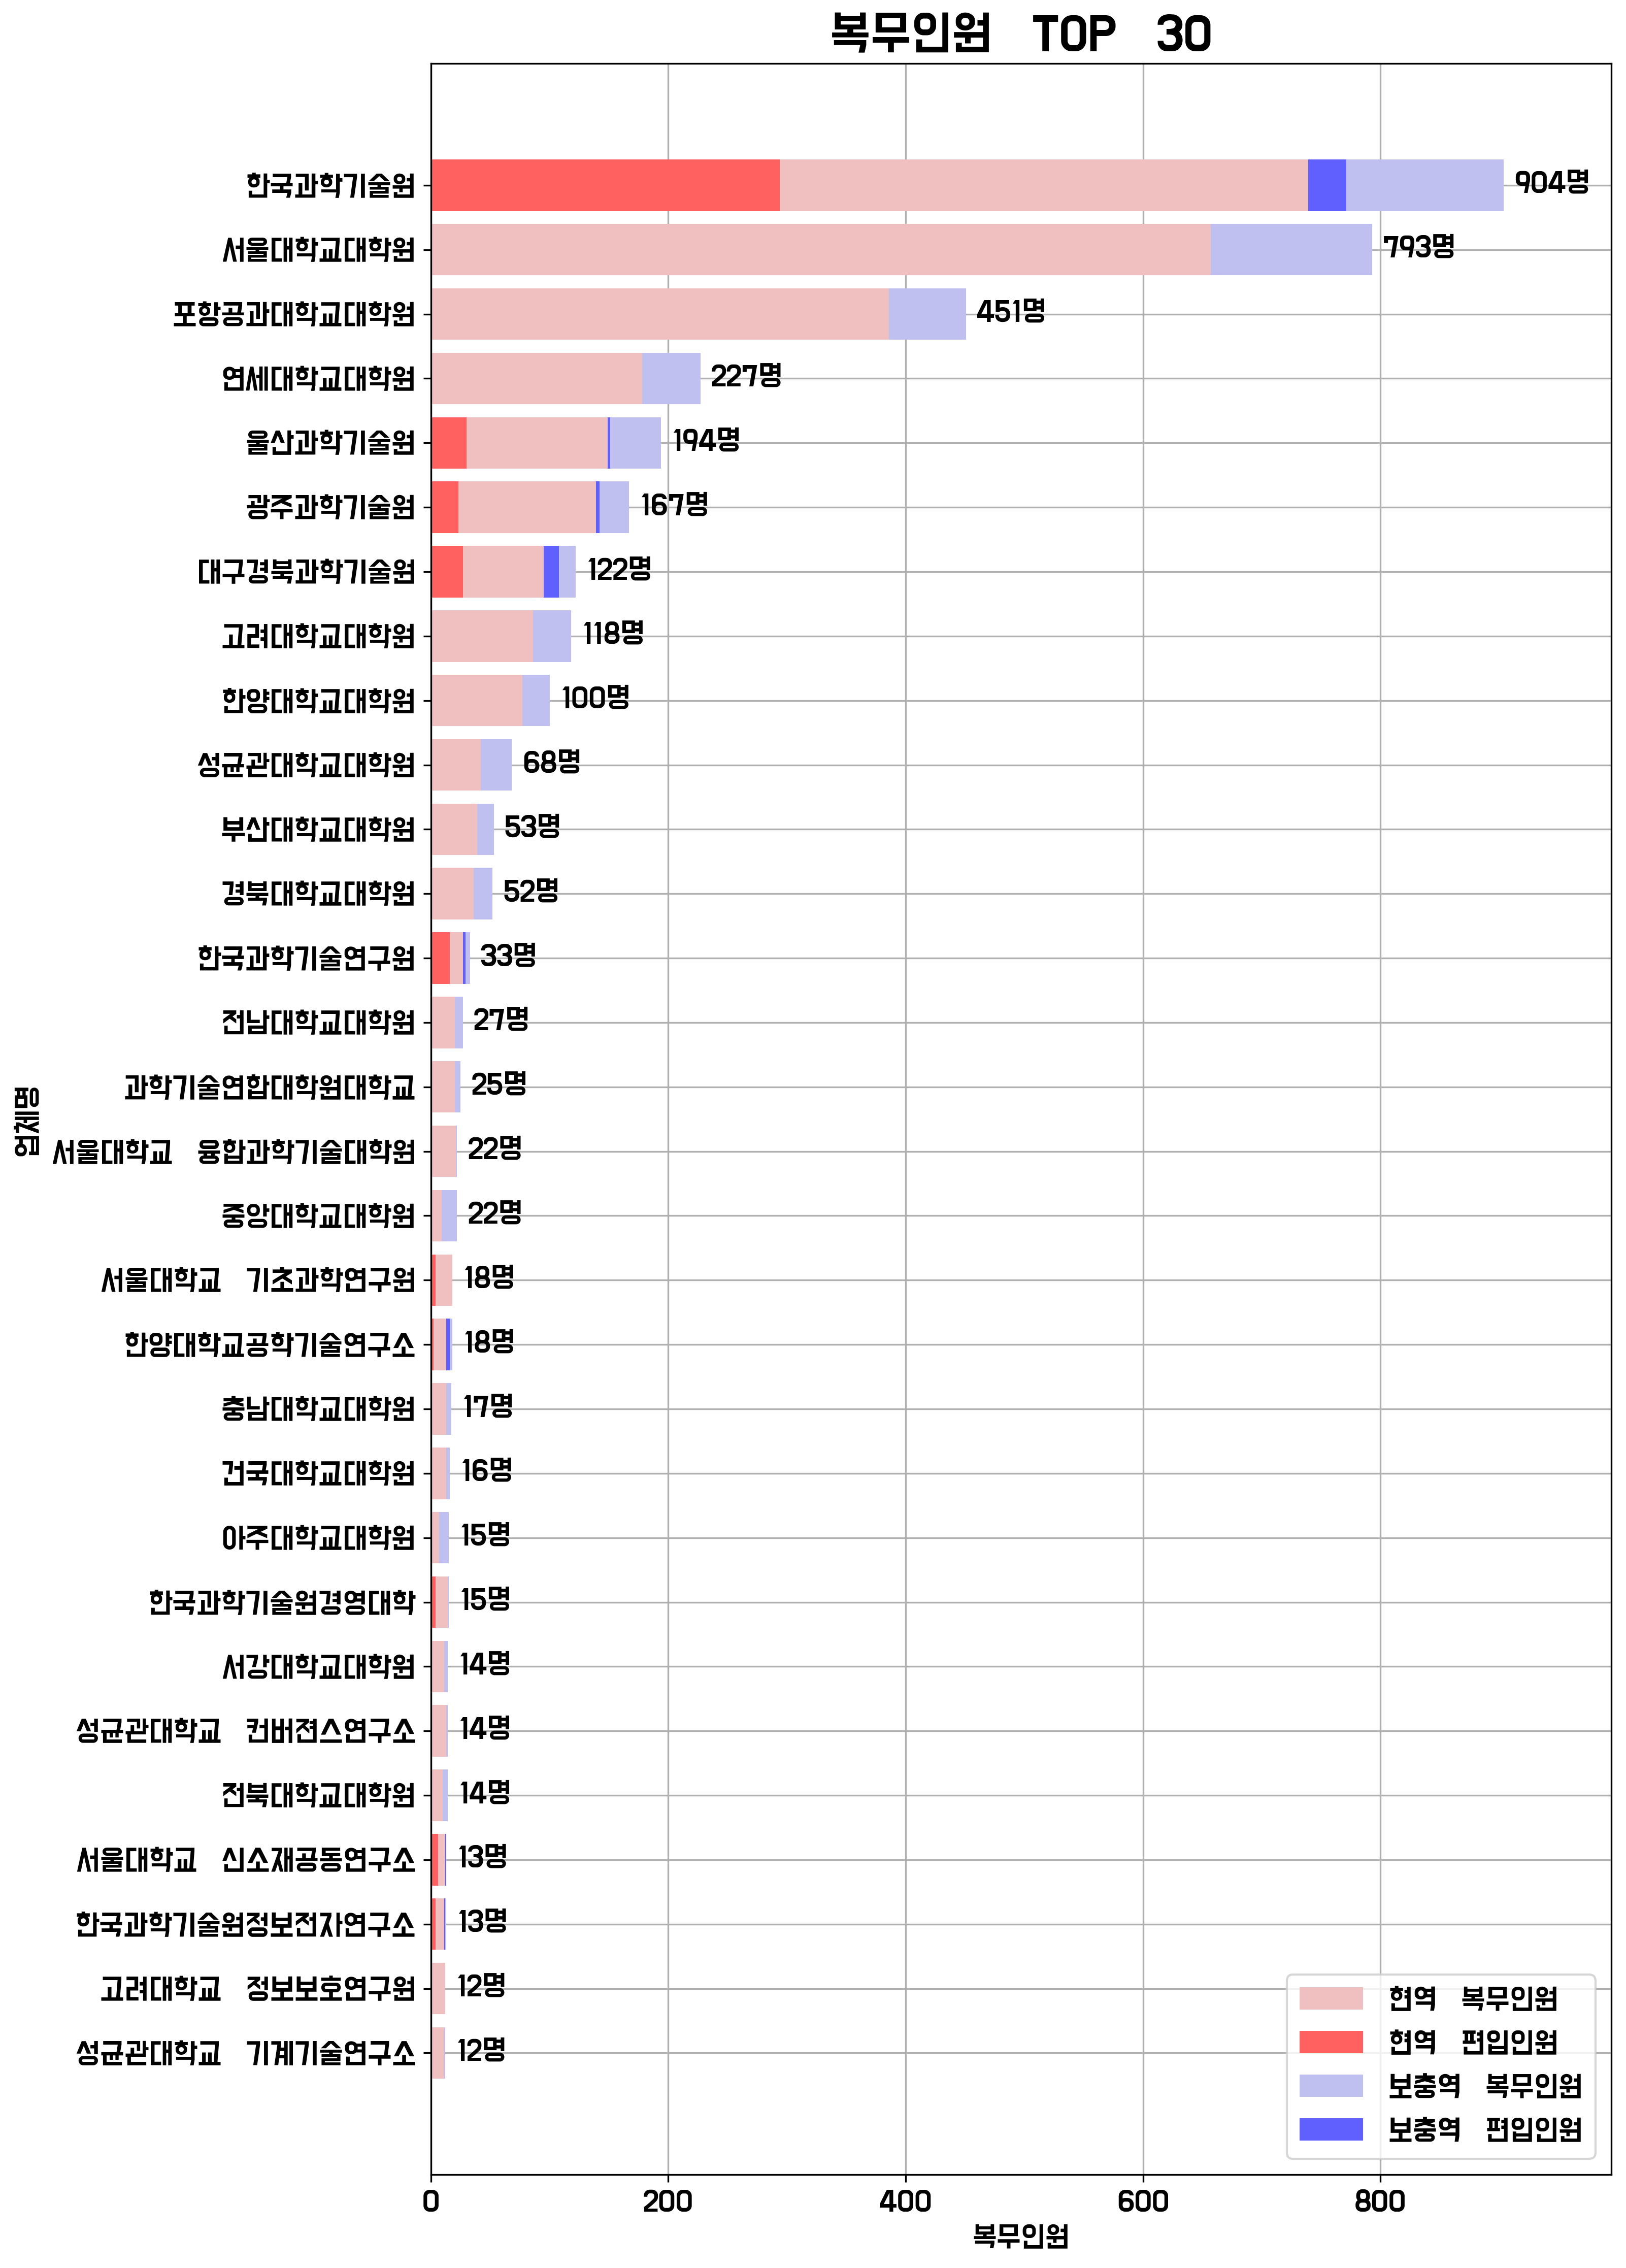 복무인원 TOP 30
한국과학기술원 904명
서울대학교대학원 793명
포항공과대학교대학원 451명
연세대학교대학원 227명
울산과학기술원 194명
광주과학기술원 167명
대구경북과학기술원 122명
고려대학교대학원 118명
한양대학교대학원 100명
성균관대학교대학원 68명
부산대학교대학원 53명
경북대학교대학원 52명
한국과학기술연구원 33명
전남대학교대학원 27명
과학기술연합대학원대학교 25명
서울대학교 융합과학기술대학원 22명
중앙대학교대학원 22명
서울대학교 기초과학연구원 18명
한양대학교공학기술연구소 18명
충남대학교대학원 17명
건국대학교대학원 16명
아주대학교대학원 15명
한국과학기술원경영대학 15명
서강대학교대학원 14명
성균관대학교 컨버젼스연구소 14명
전북대학교대학원 14명
서울대학교 신소재공동연구소 13명
한국과학기술원정보전자연구소 13명
고려대학교 정보보호연구원 12명
성균관대학교 기계기술연구소 12명
업체명
현역 복무인원
현역 편입인원
보충역 복무인원
보충역 편입인원
0 200 400 600 800
복무인원